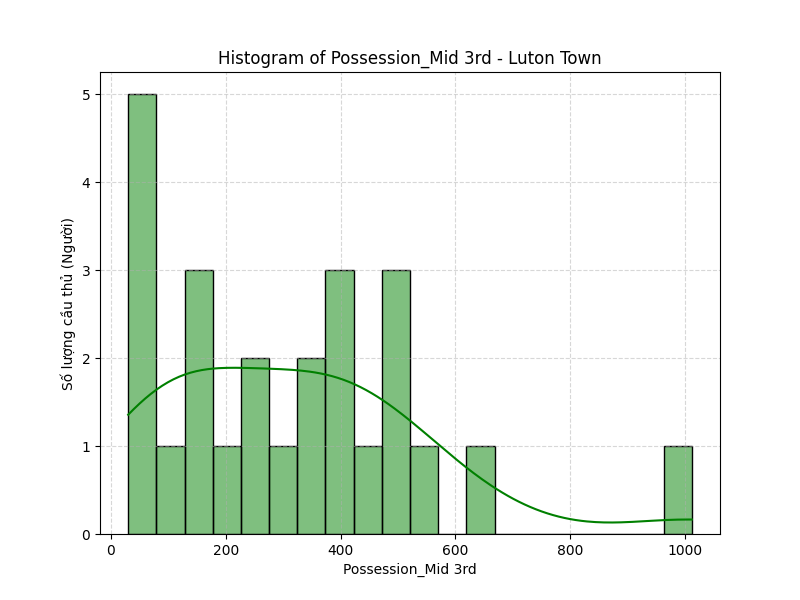 Histogram of Possession_Mid 3rd - Luton Town
Số lượng cầu thủ (Người)
5
4
3
2
1
0
0 200 400 600 800 1000
Possession_Mid 3rd